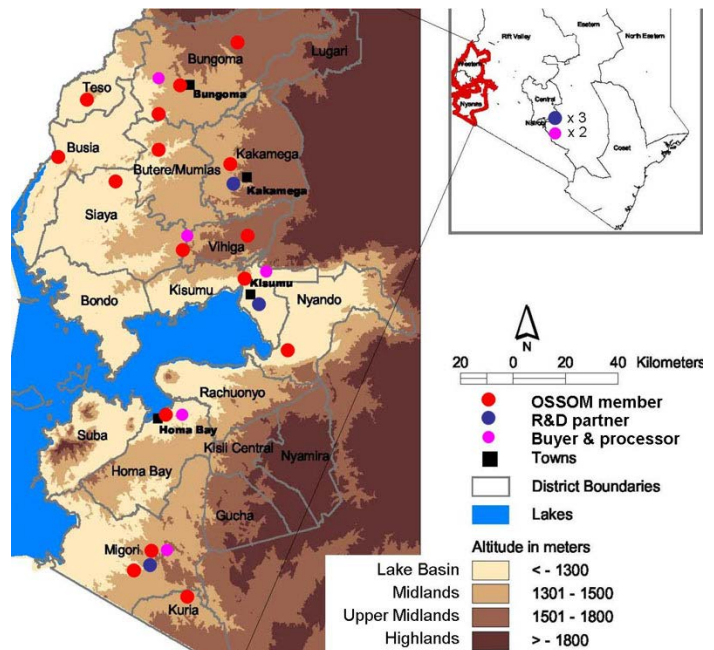 Bungoma
Lugari
Teso
Bungoma
Busia
Butere/Mumias
Kakamega
Kakamega
Siaya
Vihiga
Bondo
Kisumu
Kisumu
Nyando
Rachuonyo
Suba
Homa Bay
Homa Bay
Kisii Central
Nyamira
Gucha
Migori
Kuria
Rift Valley
Eastern
North Eastern
Western
Nyanza
Central
Nairobi
Coast
x 3
x 2
N
20 0 20 40 Kilometers
OSSOM member
R&D partner
Buyer & processor
Towns
District Boundaries
Lakes
Altitude in meters
Lake Basin < - 1300
Midlands 1301 - 1500
Upper Midlands 1501 - 1800
Highlands > - 1800